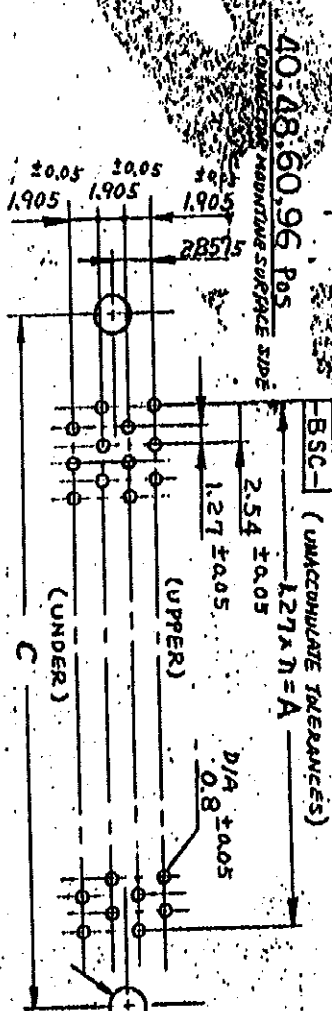 40,48,60,96 POS
CONNECTOR MOUNTING SURFACE SIDE
-BSC-
(UNACCUMULATE TOLERANCES)
1.27×n=A
2.54 ±0.05
1.27 ±0.05
±0.05
1.905
±0.05
1.905
±0.
1.905
2.8575
(UPPER)
(UNDER)
DIA ±0.05
0.8
C